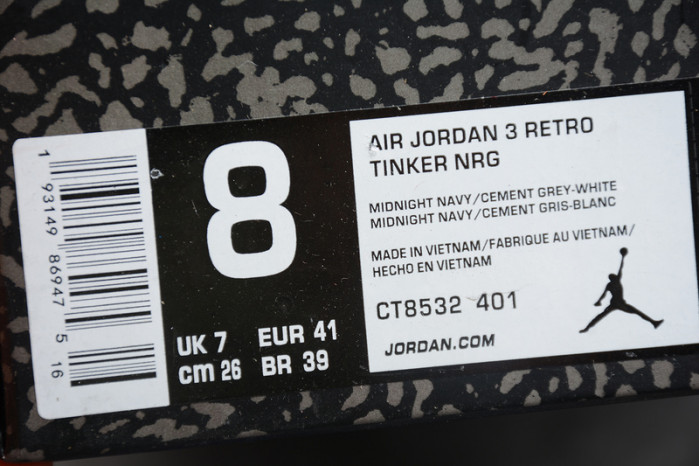 1 93149 86947 5 16
8
UK 7 EUR 41
cm 26 BR 39
AIR JORDAN 3 RETRO
TINKER NRG
MIDNIGHT NAVY/CEMENT GREY-WHITE
MIDNIGHT NAVY/CEMENT GRIS-BLANC
MADE IN VIETNAM/FABRIQUE AU VIETNAM/
HECHO EN VIETNAM
CT8532 401
JORDAN.COM